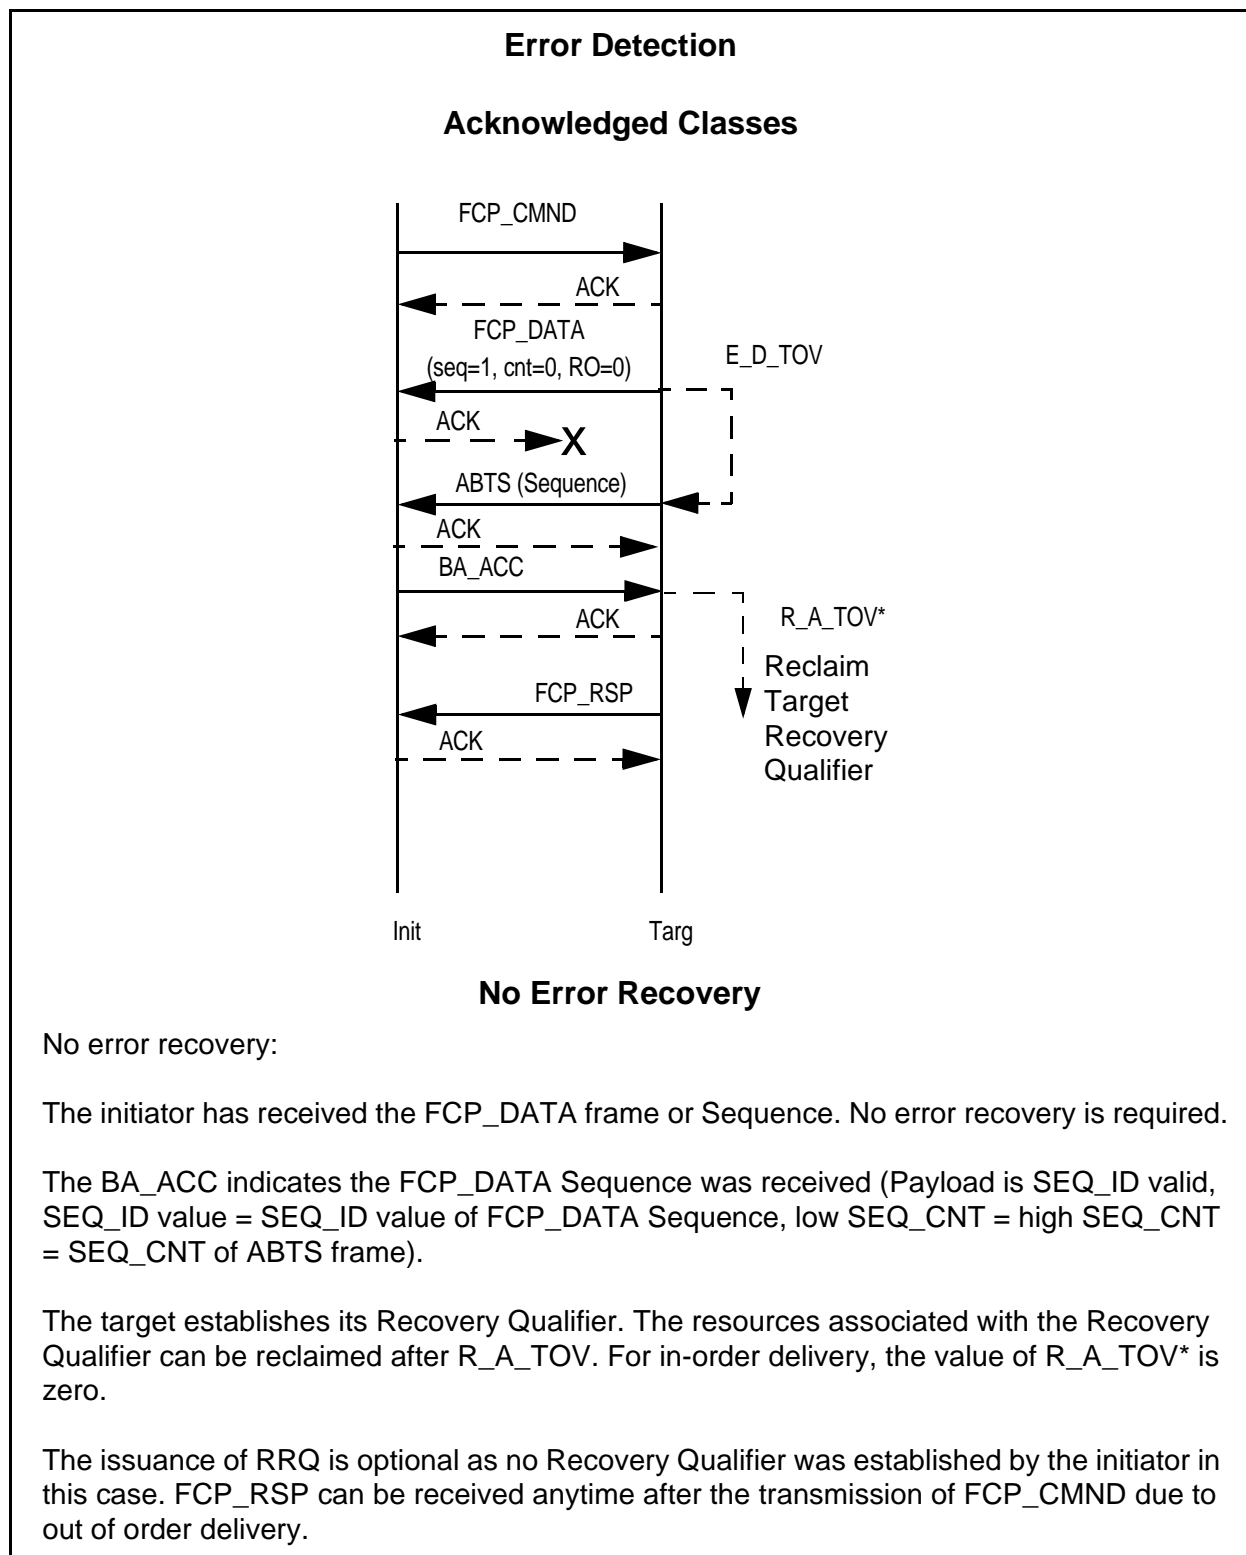 Error Detection
Acknowledged Classes
FCP_CMND
ACK
FCP_DATA
(seq=1, cnt=0, RO=0)
E_D_TOV
ACK
X
ABTS (Sequence)
ACK
BA_ACC
ACK
R_A_TOV*
Reclaim
Target
Recovery
Qualifier
FCP_RSP
ACK
Init
Targ
No Error Recovery
No error recovery:
The initiator has received the FCP_DATA frame or Sequence. No error recovery is required.
The BA_ACC indicates the FCP_DATA Sequence was received (Payload is SEQ_ID valid,
SEQ_ID value = SEQ_ID value of FCP_DATA Sequence, low SEQ_CNT = high SEQ_CNT
= SEQ_CNT of ABTS frame).
The target establishes its Recovery Qualifier. The resources associated with the Recovery
Qualifier can be reclaimed after R_A_TOV. For in-order delivery, the value of R_A_TOV* is
zero.
The issuance of RRQ is optional as no Recovery Qualifier was established by the initiator in
this case. FCP_RSP can be received anytime after the transmission of FCP_CMND due to
out of order delivery.